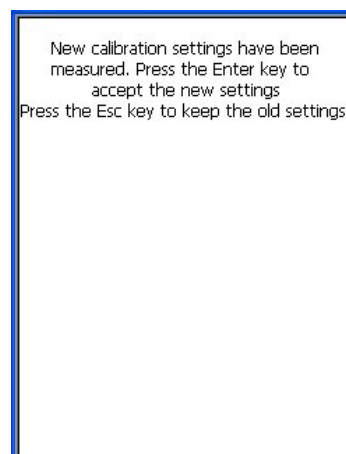 New calibration settings have been
measured. Press the Enter key to
accept the new settings
Press the Esc key to keep the old settings